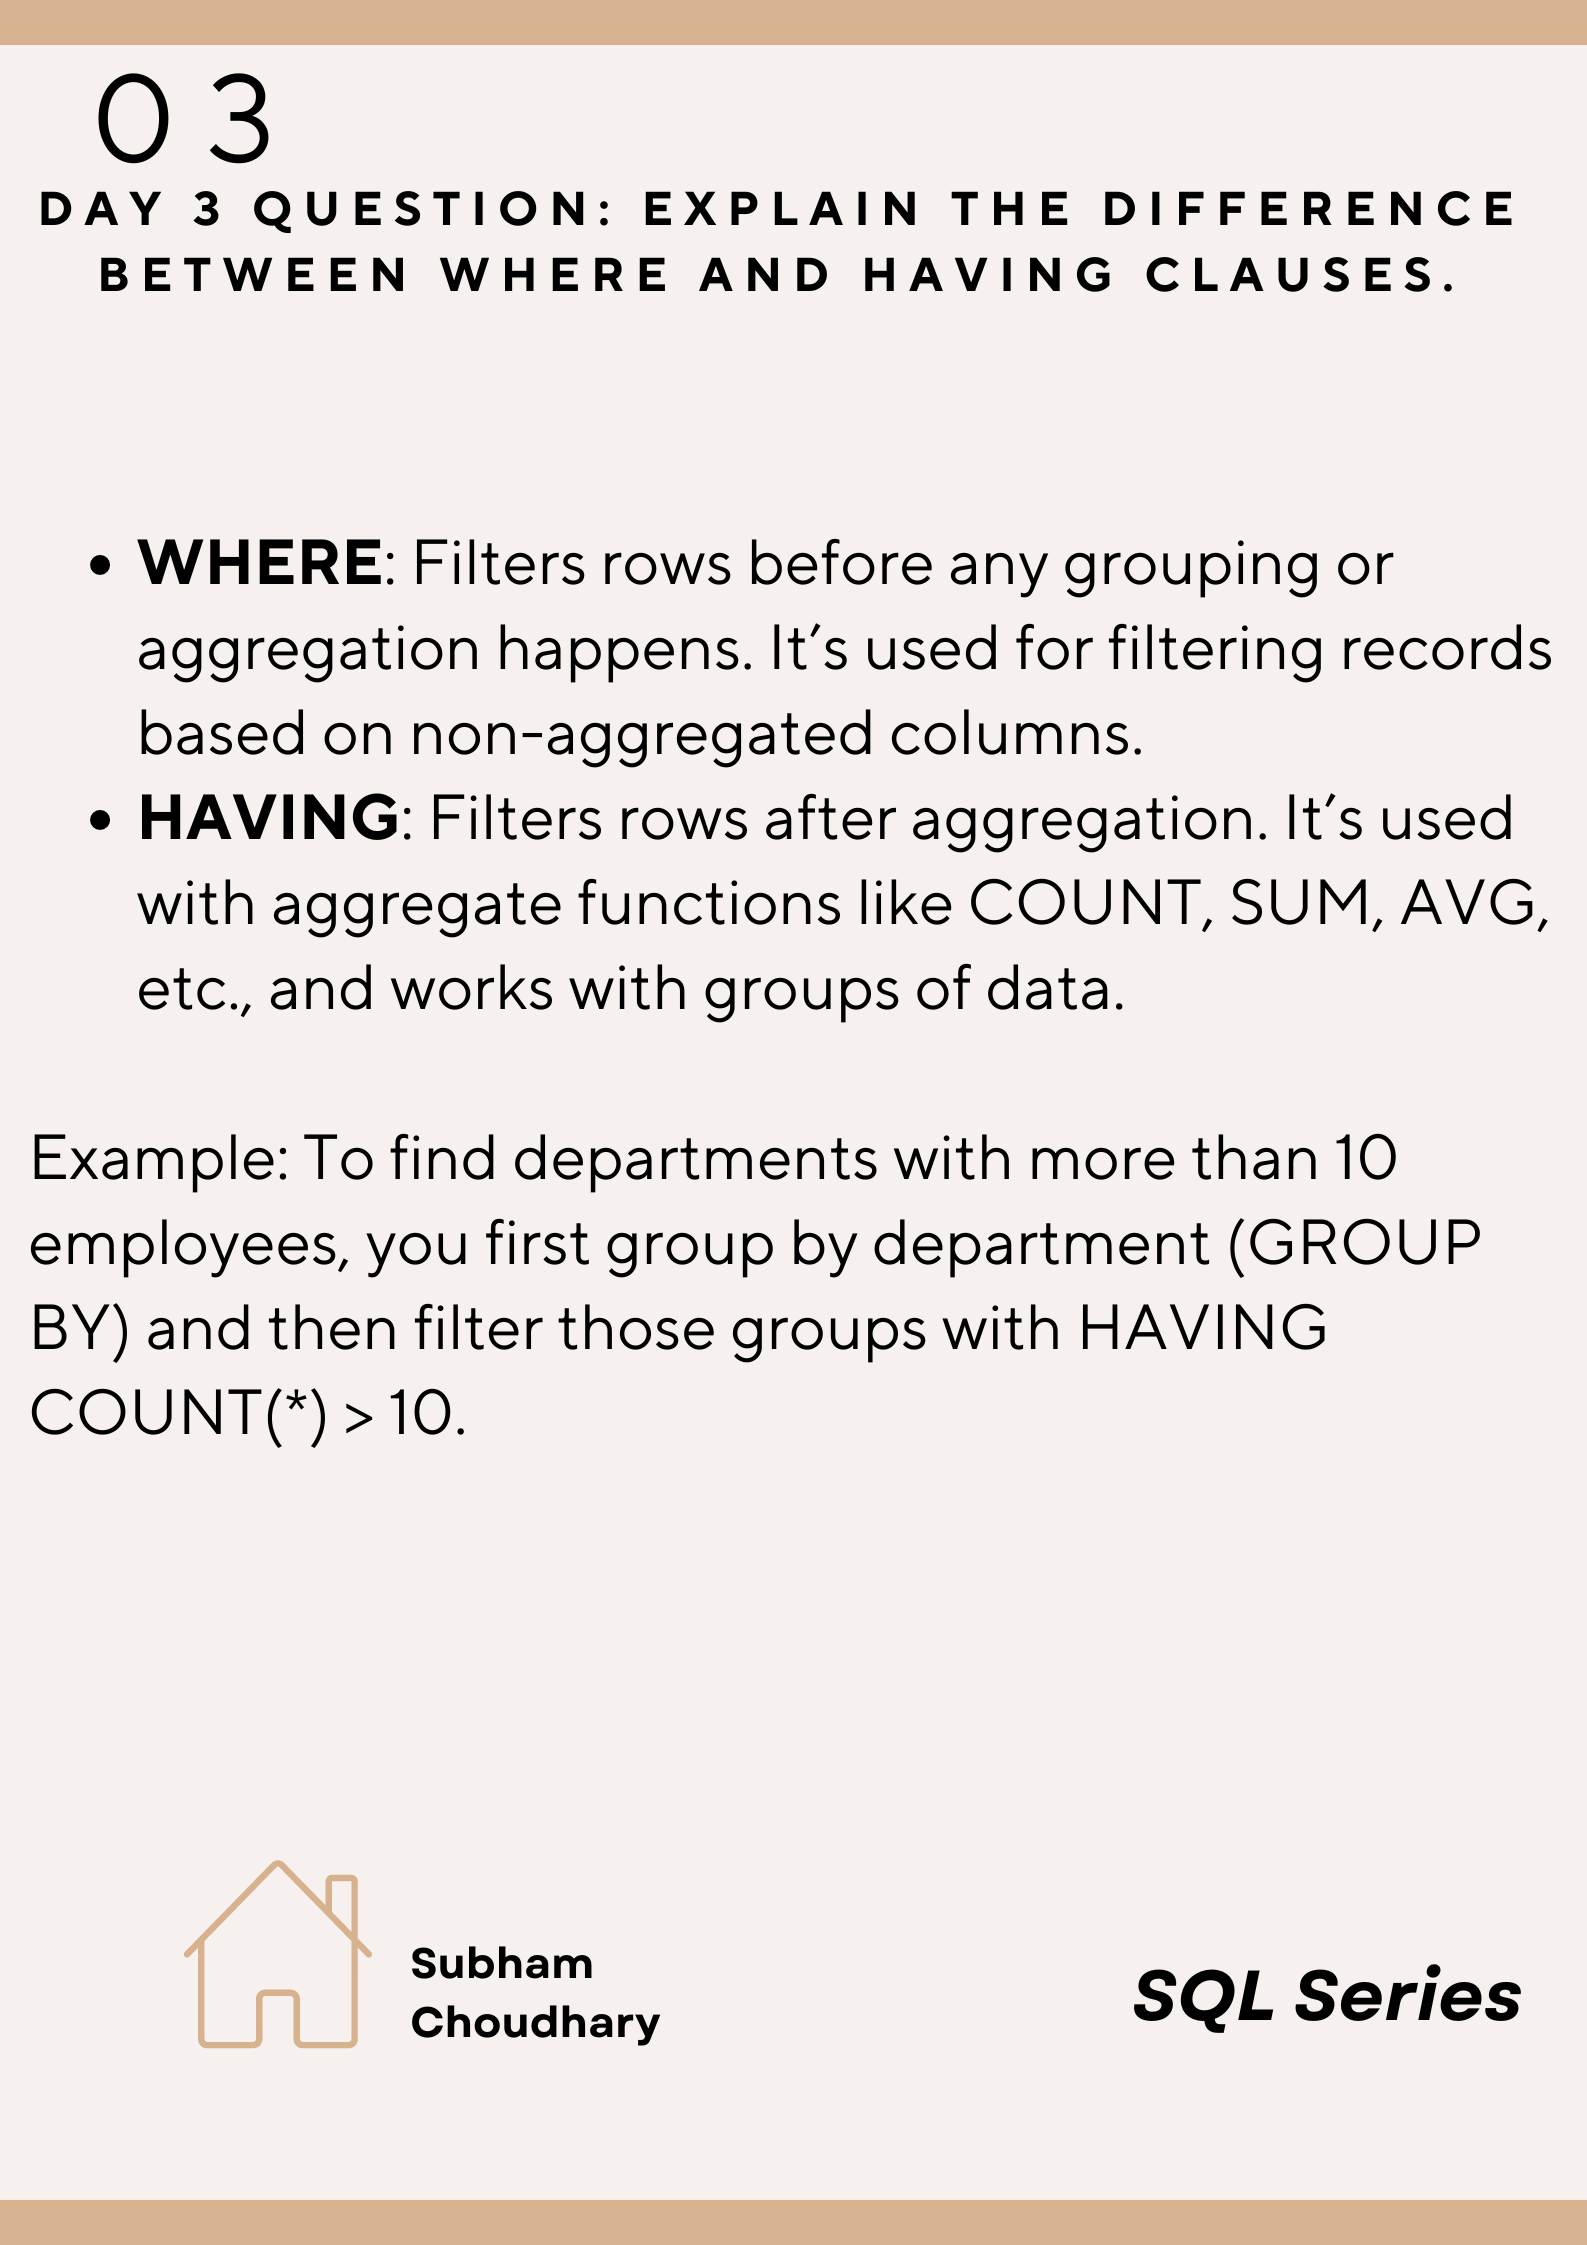 03
DAY 3 QUESTION: EXPLAIN THE DIFFERENCE
BETWEEN WHERE AND HAVING CLAUSES.
• WHERE: Filters rows before any grouping or
aggregation happens. It’s used for filtering records
based on non-aggregated columns.
• HAVING: Filters rows after aggregation. It’s used
with aggregate functions like COUNT, SUM, AVG,
etc., and works with groups of data.
Example: To find departments with more than 10
employees, you first group by department (GROUP
BY) and then filter those groups with HAVING
COUNT(*) > 10.
Subham
Choudhary
SQL Series